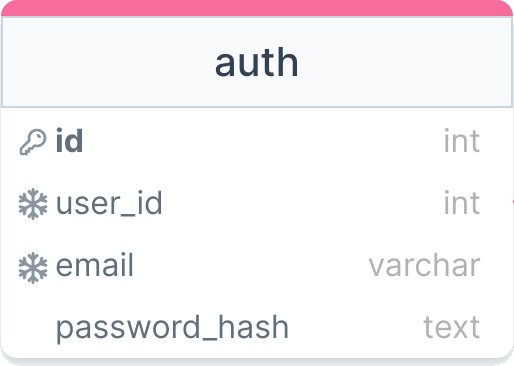 auth
id int
user_id int
email varchar
password_hash text